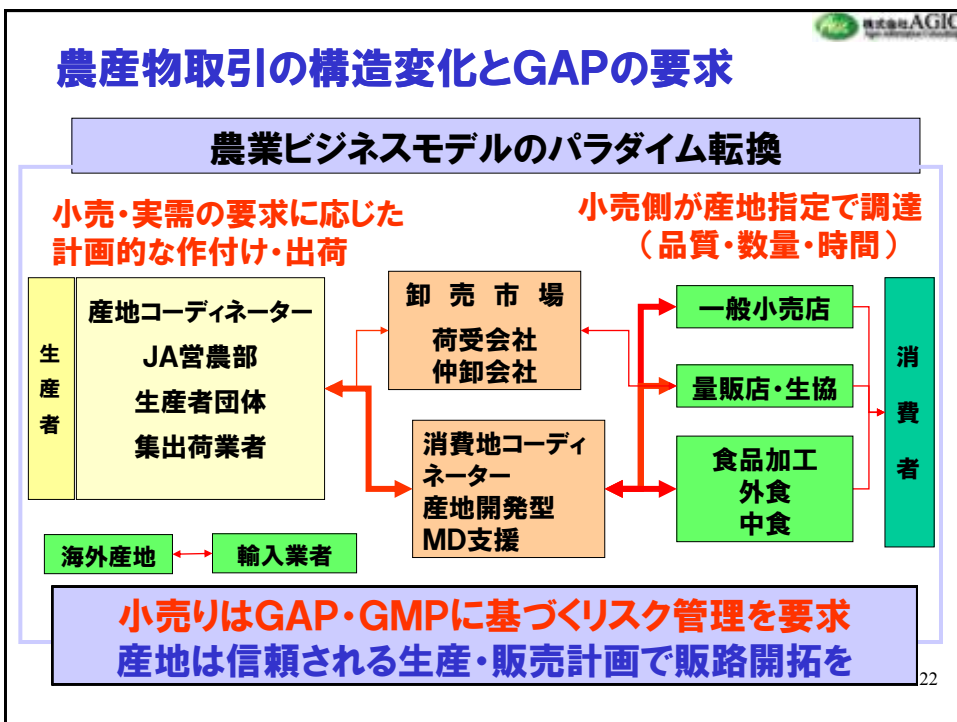 株式会社AGIC
農産物取引の構造変化とGAPの要求
農業ビジネスモデルのパラダイム転換
小売・実需の要求に応じた
計画的な作付け・出荷
小売側が産地指定で調達
（品質・数量・時間）
生
産
者
産地コーディネーター
JA営農部
生産者団体
集出荷業者
卸売市場
荷受会社
仲卸会社
消費地コーディ
ネーター
産地開発型
MD支援
一般小売店
量販店・生協
食品加工
外食
中食
消
費
者
海外産地
輸入業者
小売りはGAP・GMPに基づくリスク管理を要求
産地は信頼される生産・販売計画で販路開拓を
22